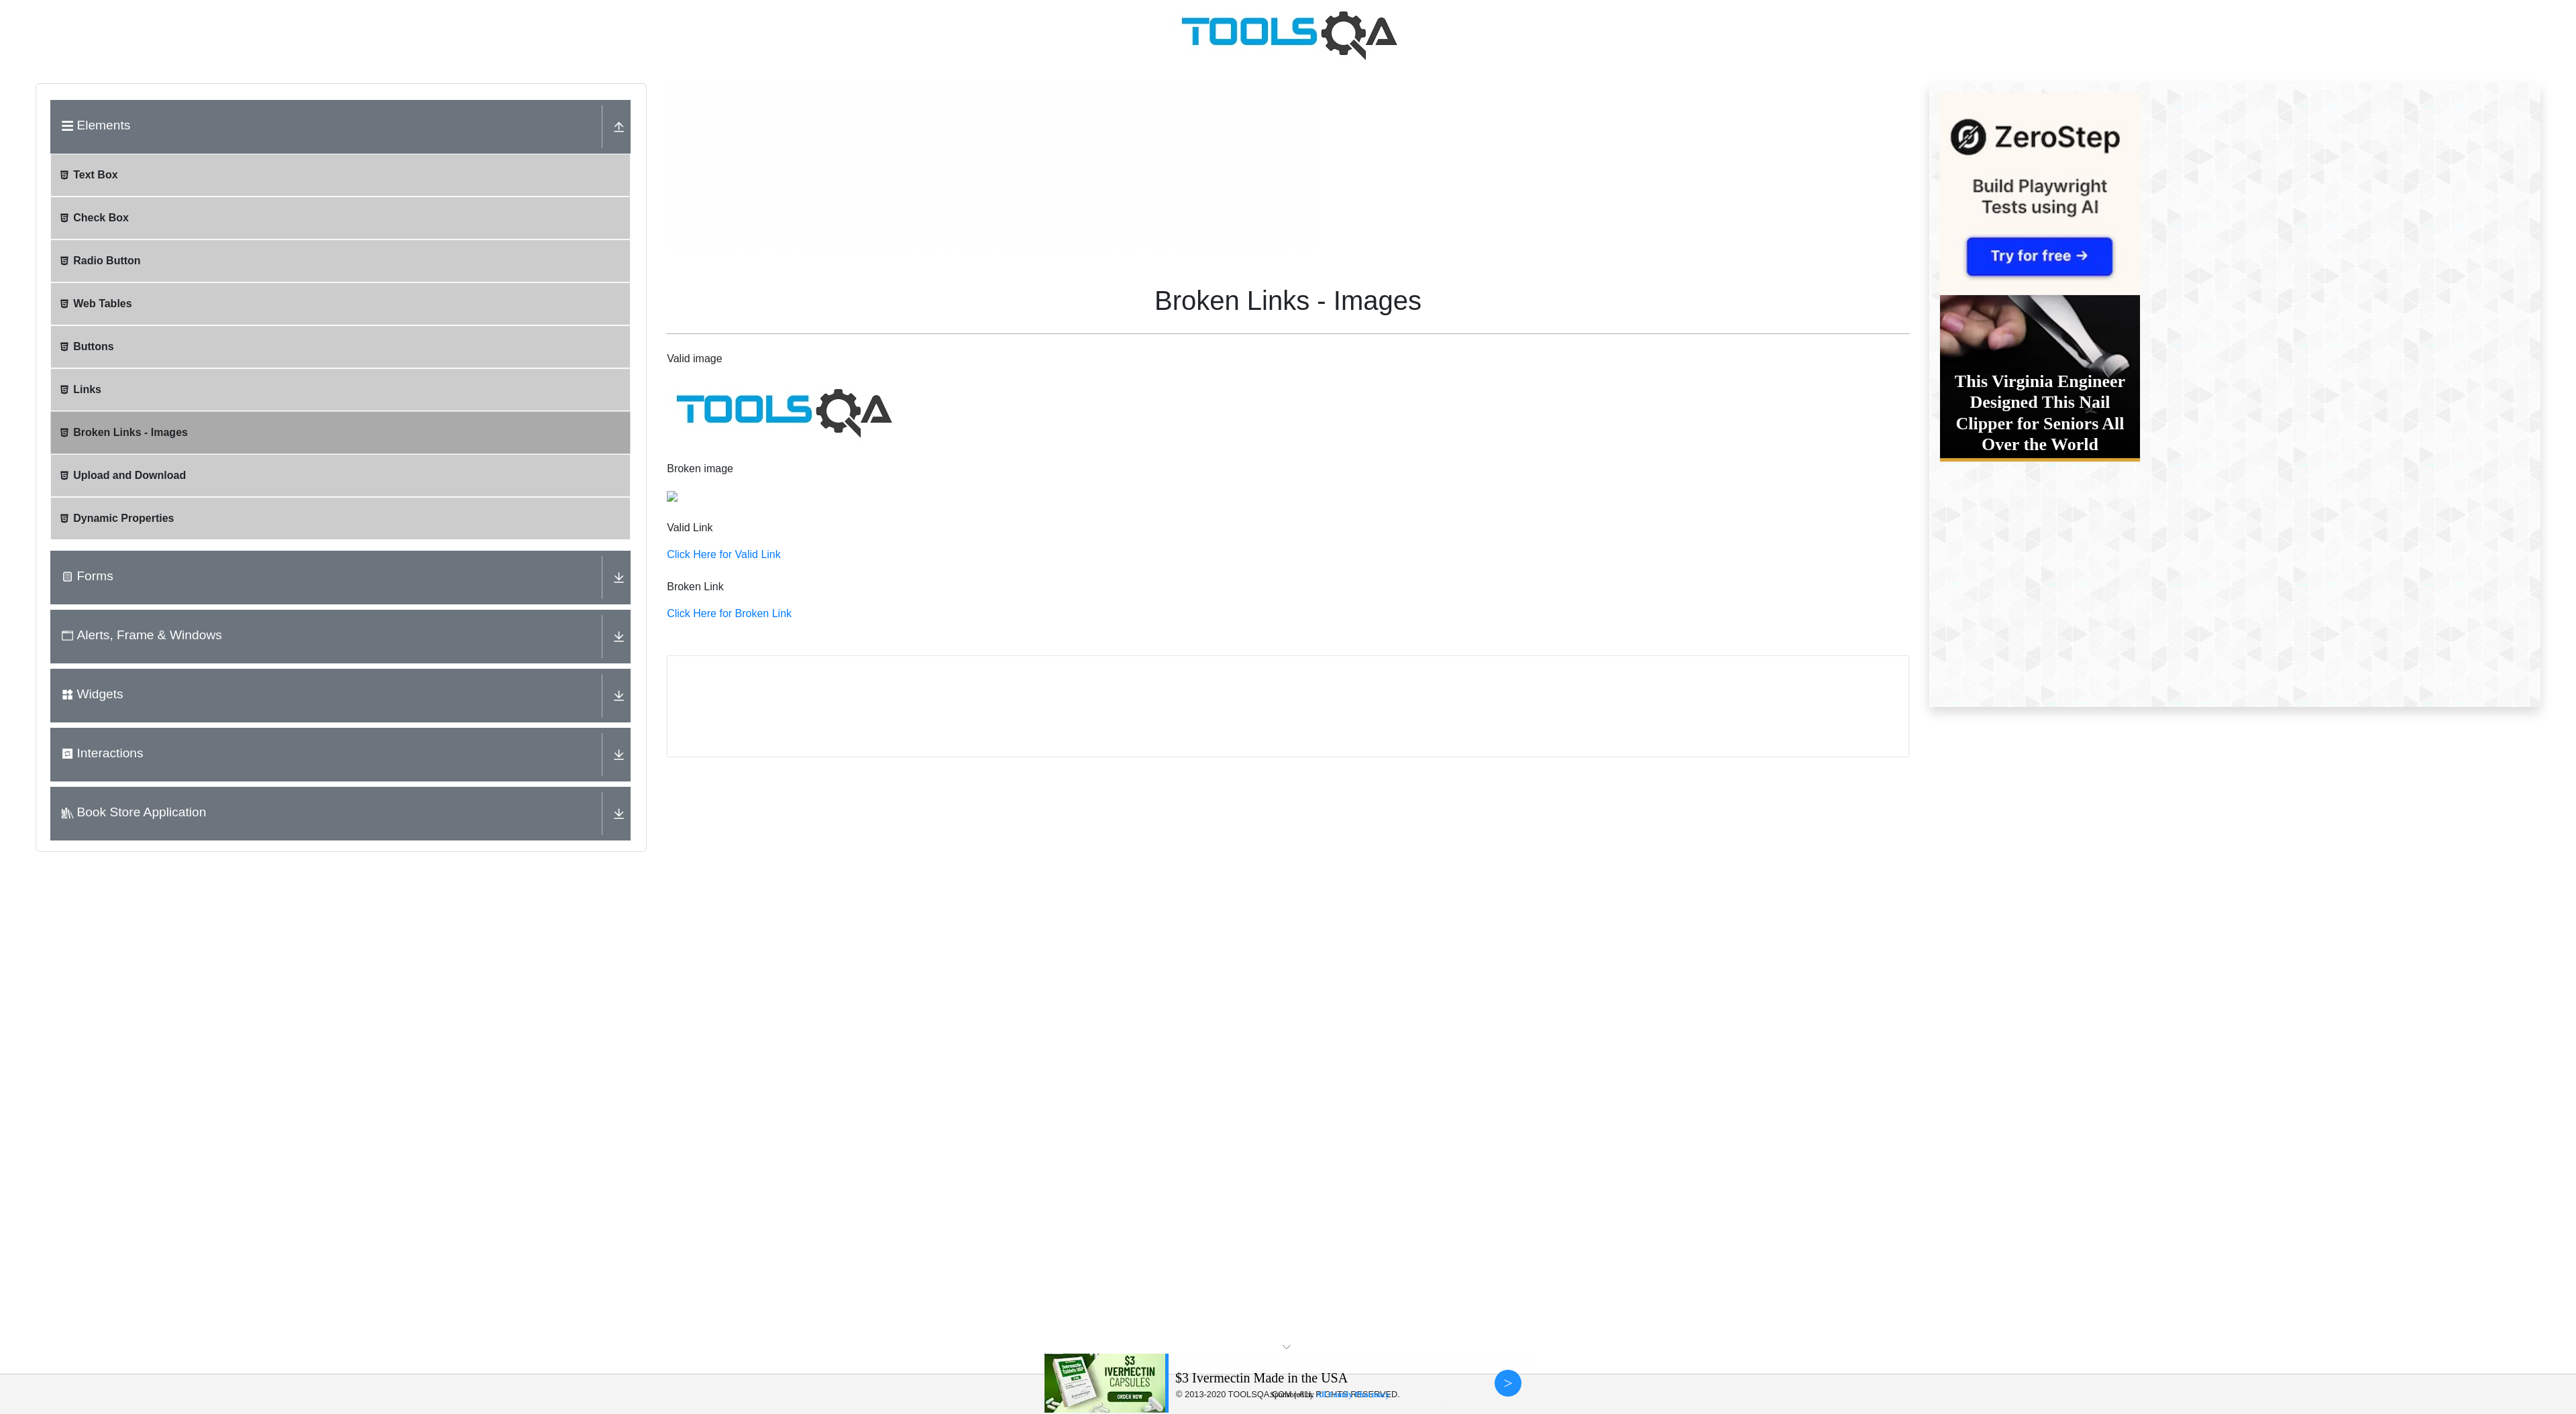 TOOLSQA
Elements
Text Box
Check Box
Radio Button
Web Tables
Buttons
Links
Broken Links - Images
Upload and Download
Dynamic Properties
Forms
Alerts, Frame & Windows
Widgets
Interactions
Book Store Application
Broken Links - Images
Valid image
TOOLSQA
Broken image
Valid Link
Click Here for Valid Link
Broken Link
Click Here for Broken Link
ZeroStep
Build Playwright
Tests using AI
Try for free →
This Virginia Engineer
Designed This Nail
Clipper for Seniors All
Over the World
$3
IVERMECTIN
CAPSULES
ORDER NOW
$3 Ivermectin Made in the USA
© 2013-2020 TOOLSQA.COM | ALL RIGHTS RESERVED.
>